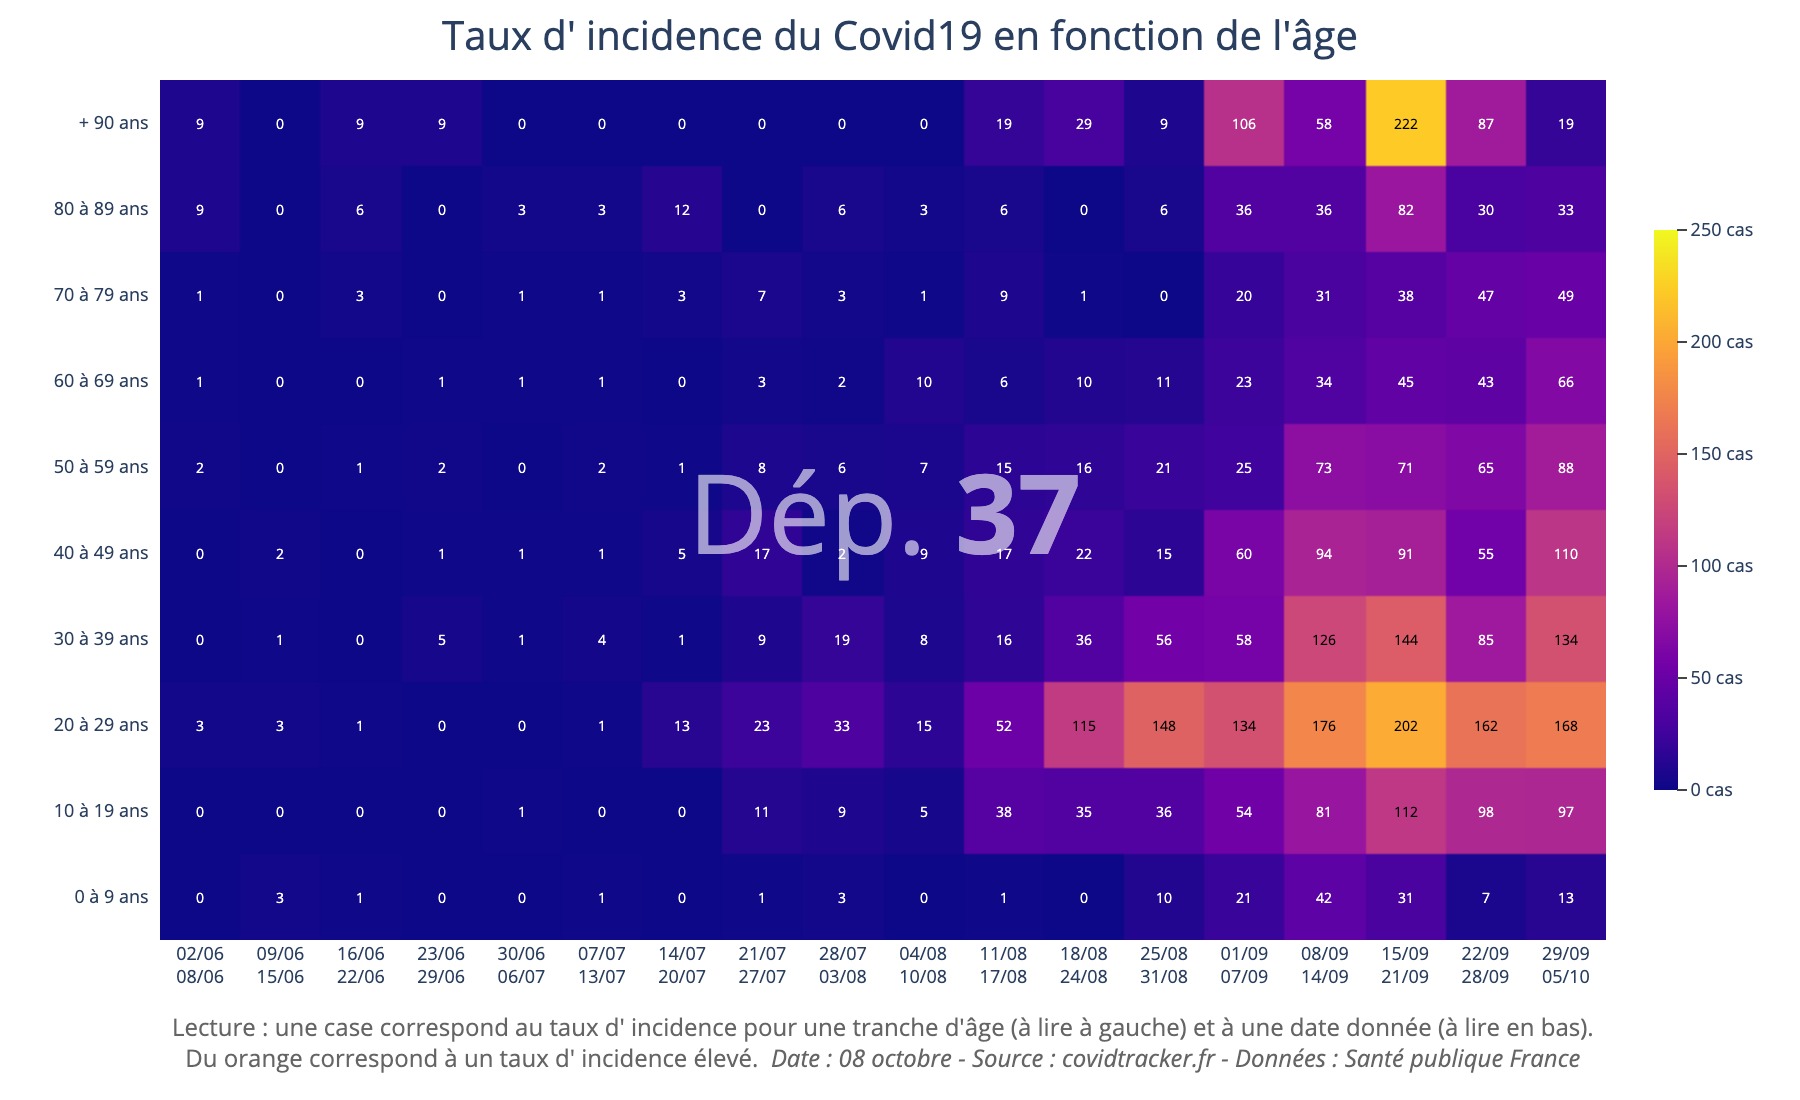 Taux d' incidence du Covid19 en fonction de l'âge
+ 90 ans 9 0 9 9 0 0 0 0 0 0 19 29 9 106 58 222 87 19
80 à 89 ans 9 0 6 0 3 3 12 0 6 3 6 0 6 36 36 82 30 33
70 à 79 ans 1 0 3 0 1 1 3 7 3 1 9 1 0 20 31 38 47 49
60 à 69 ans 1 0 0 1 1 1 0 3 2 10 6 10 11 23 34 45 43 66
50 à 59 ans 2 0 1 2 0 2 1 8 6 7 15 16 21 25 73 71 65 88
Dép. 37
40 à 49 ans 0 2 0 1 1 1 5 17 2 9 17 22 15 60 94 91 55 110
30 à 39 ans 0 1 0 5 1 4 1 9 19 8 16 36 56 58 126 144 85 134
20 à 29 ans 3 3 1 0 0 1 13 23 33 15 52 115 148 134 176 202 162 168
10 à 19 ans 0 0 0 0 1 0 0 11 9 5 38 35 36 54 81 112 98 97
0 à 9 ans 0 3 1 0 0 1 0 1 3 0 1 0 10 21 42 31 7 13
02/06 09/06 16/06 23/06 30/06 07/07 14/07 21/07 28/07 04/08 11/08 18/08 25/08 01/09 08/09 15/09 22/09 29/09
08/06 15/06 22/06 29/06 06/07 13/07 20/07 27/07 03/08 10/08 17/08 24/08 31/08 07/09 14/09 21/09 28/09 05/10
250 cas
200 cas
150 cas
100 cas
50 cas
0 cas
Lecture : une case correspond au taux d' incidence pour une tranche d'âge (à lire à gauche) et à une date donnée (à lire en bas).
Du orange correspond à un taux d' incidence élevé. Date : 08 octobre - Source : covidtracker.fr - Données : Santé publique France